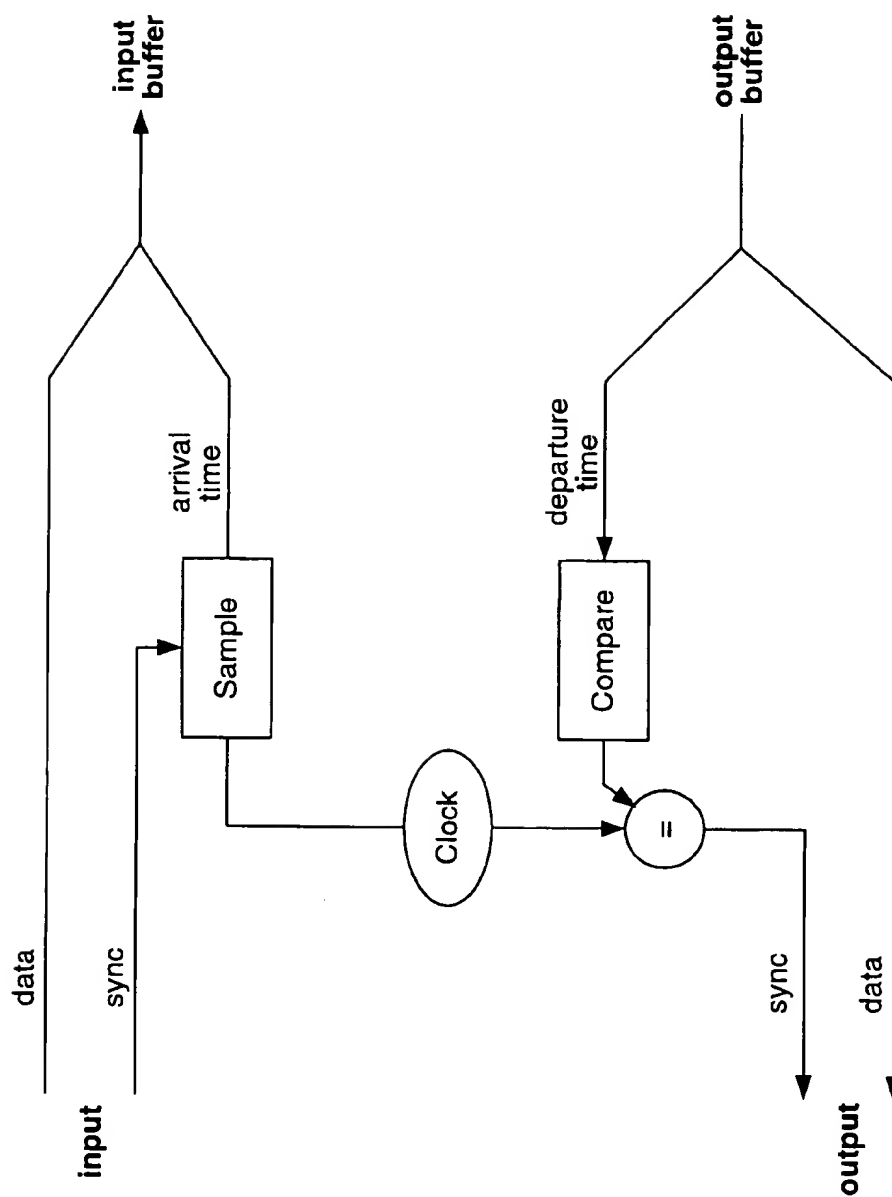 input
buffer
output
buffer
arrival
time
departure
time
Sample
Compare
Clock
=
data
sync
sync
data
input
output